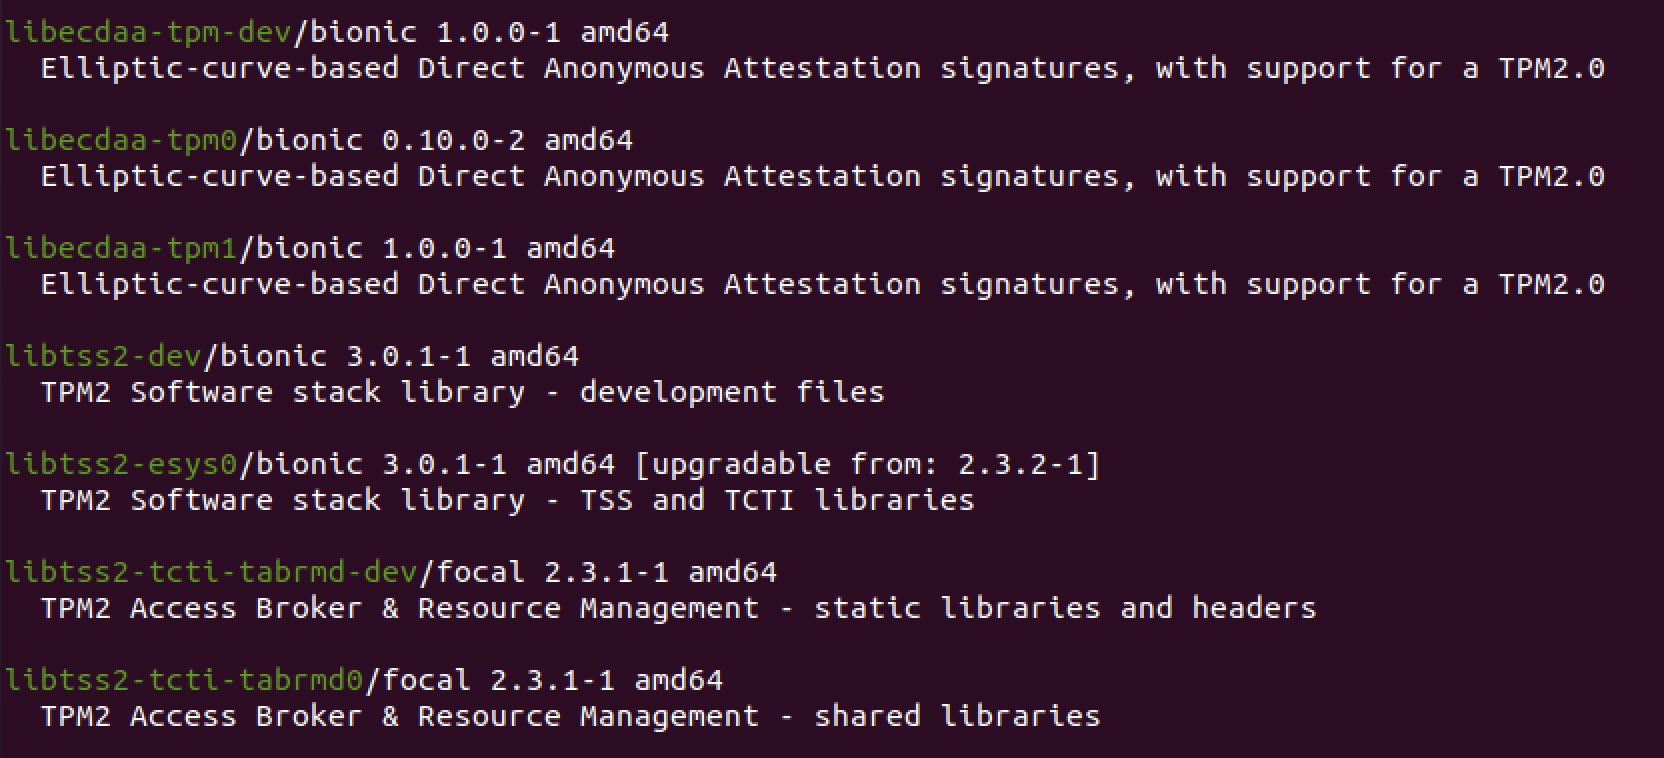 libecdaa-tpm-dev/bionic 1.0.0-1 amd64
Elliptic-curve-based Direct Anonymous Attestation signatures, with support for a TPM2.0
libecdaa-tpm0/bionic 0.10.0-2 amd64
Elliptic-curve-based Direct Anonymous Attestation signatures, with support for a TPM2.0
libecdaa-tpm1/bionic 1.0.0-1 amd64
Elliptic-curve-based Direct Anonymous Attestation signatures, with support for a TPM2.0
libtss2-dev/bionic 3.0.1-1 amd64
TPM2 Software stack library - development files
libtss2-esys0/bionic 3.0.1-1 amd64 [upgradable from: 2.3.2-1]
TPM2 Software stack library - TSS and TCTI libraries
libtss2-tcti-tabrmd-dev/focal 2.3.1-1 amd64
TPM2 Access Broker & Resource Management - static libraries and headers
libtss2-tcti-tabrmd0/focal 2.3.1-1 amd64
TPM2 Access Broker & Resource Management - shared libraries